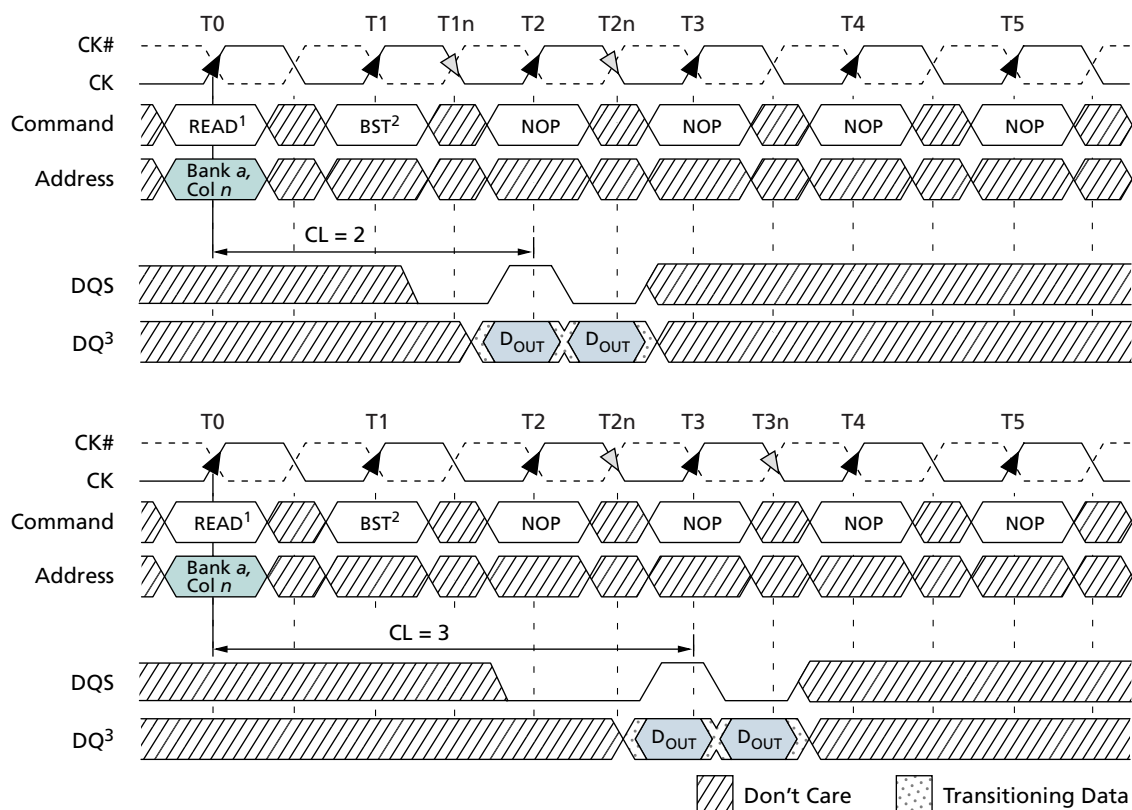 T0 T1 T1n T2 T2n T3 T4 T5
CK#
CK
Command READ1 BST2 NOP NOP NOP NOP
Address Bank a,
Col n
CL = 2
DQS
DQ3 DOUT DOUT
T0 T1 T2 T2n T3 T3n T4 T5
CK#
CK
Command READ1 BST2 NOP NOP NOP NOP
Address Bank a,
Col n
CL = 3
DQS
DQ3 DOUT DOUT
Don't Care Transitioning Data